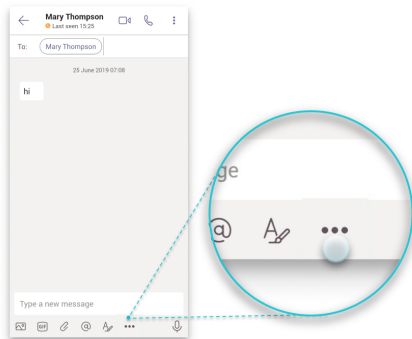 Mary Thompson
Last seen 15:25
To: Mary Thompson
25 June 2019 07:08
hi
Type a new message
GIF @ A
ge
@ A